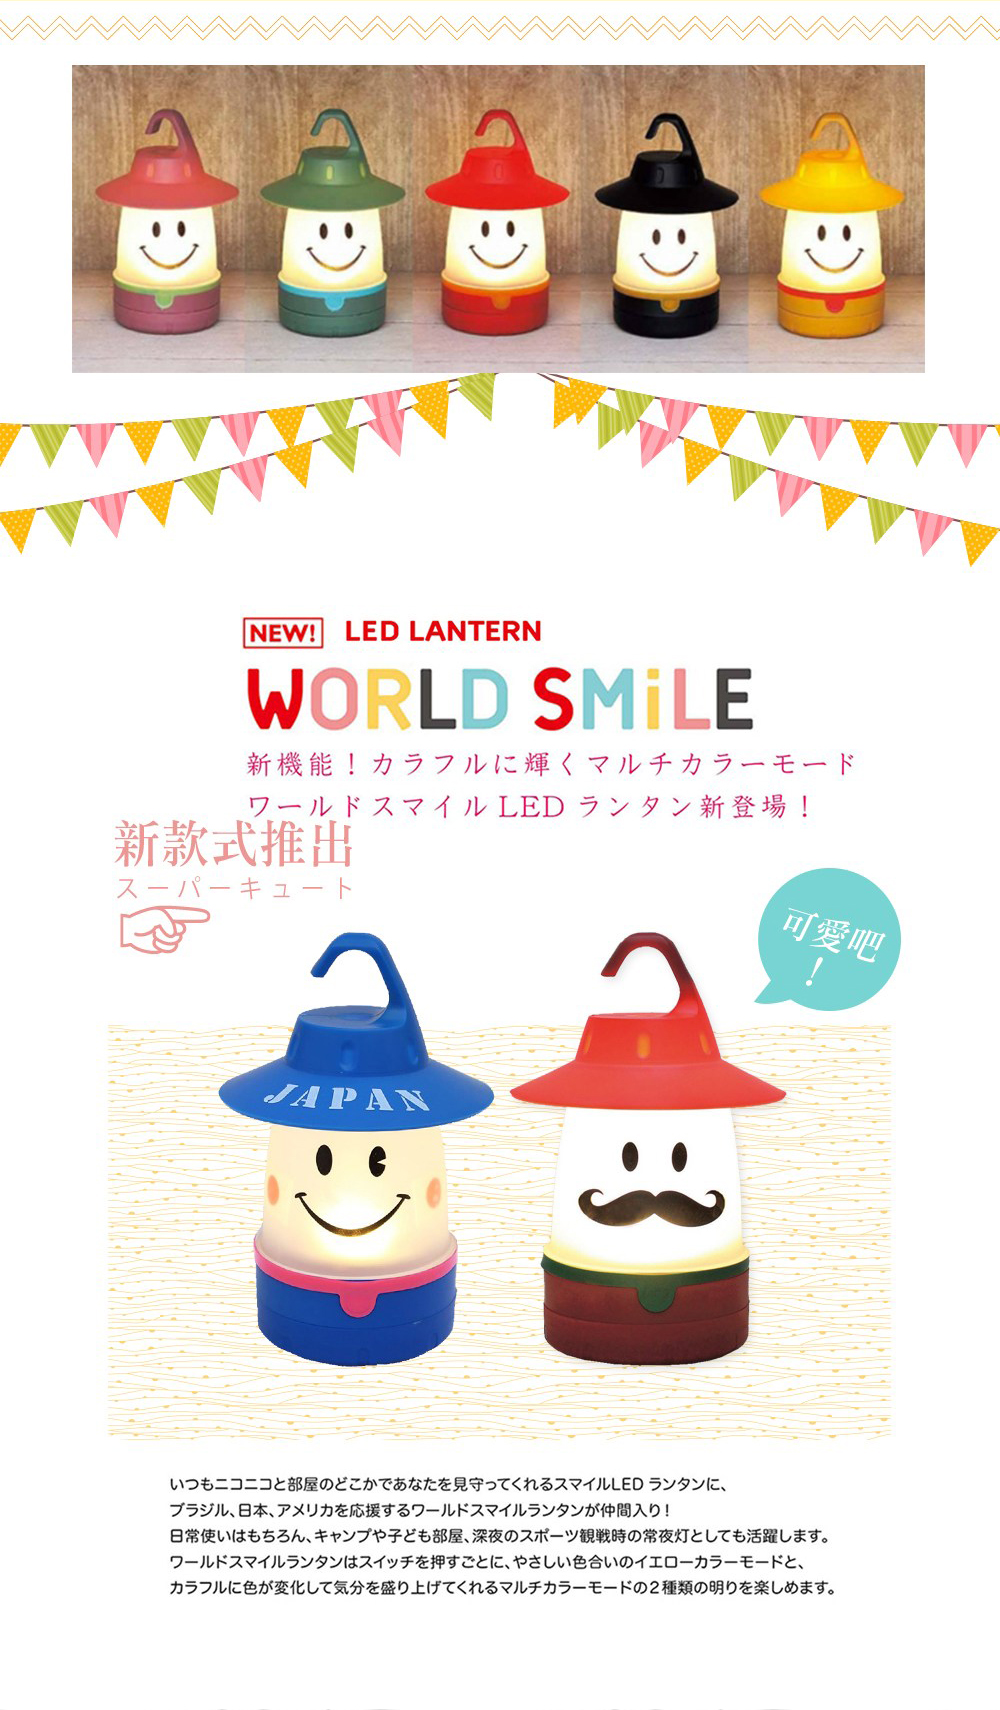 NEW! LED LANTERN
WORLD SMiLE
新機能！カラフルに輝くマルチカラーモード
ワールドスマイル LED ランタン新登場！
新款式推出
スーパーキュート
可愛吧
！
JAPAN
いつもニコニコと部屋のどこかであなたを見守ってくれるスマイルLED ランタンに、
ブラジル、日本、アメリカを応援するワールドスマイルランタンが仲間入り！
日常使いはもちろん、キャンプや子ども部屋、深夜のスポーツ観戦時の常夜灯としても活躍します。
ワールドスマイルランタンはスイッチを押すごとに、やさしい色合いのイエローカラーモードと、
カラフルに色が変化して気分を盛り上げてくれるマルチカラーモードの２種類の明りを楽しめます。